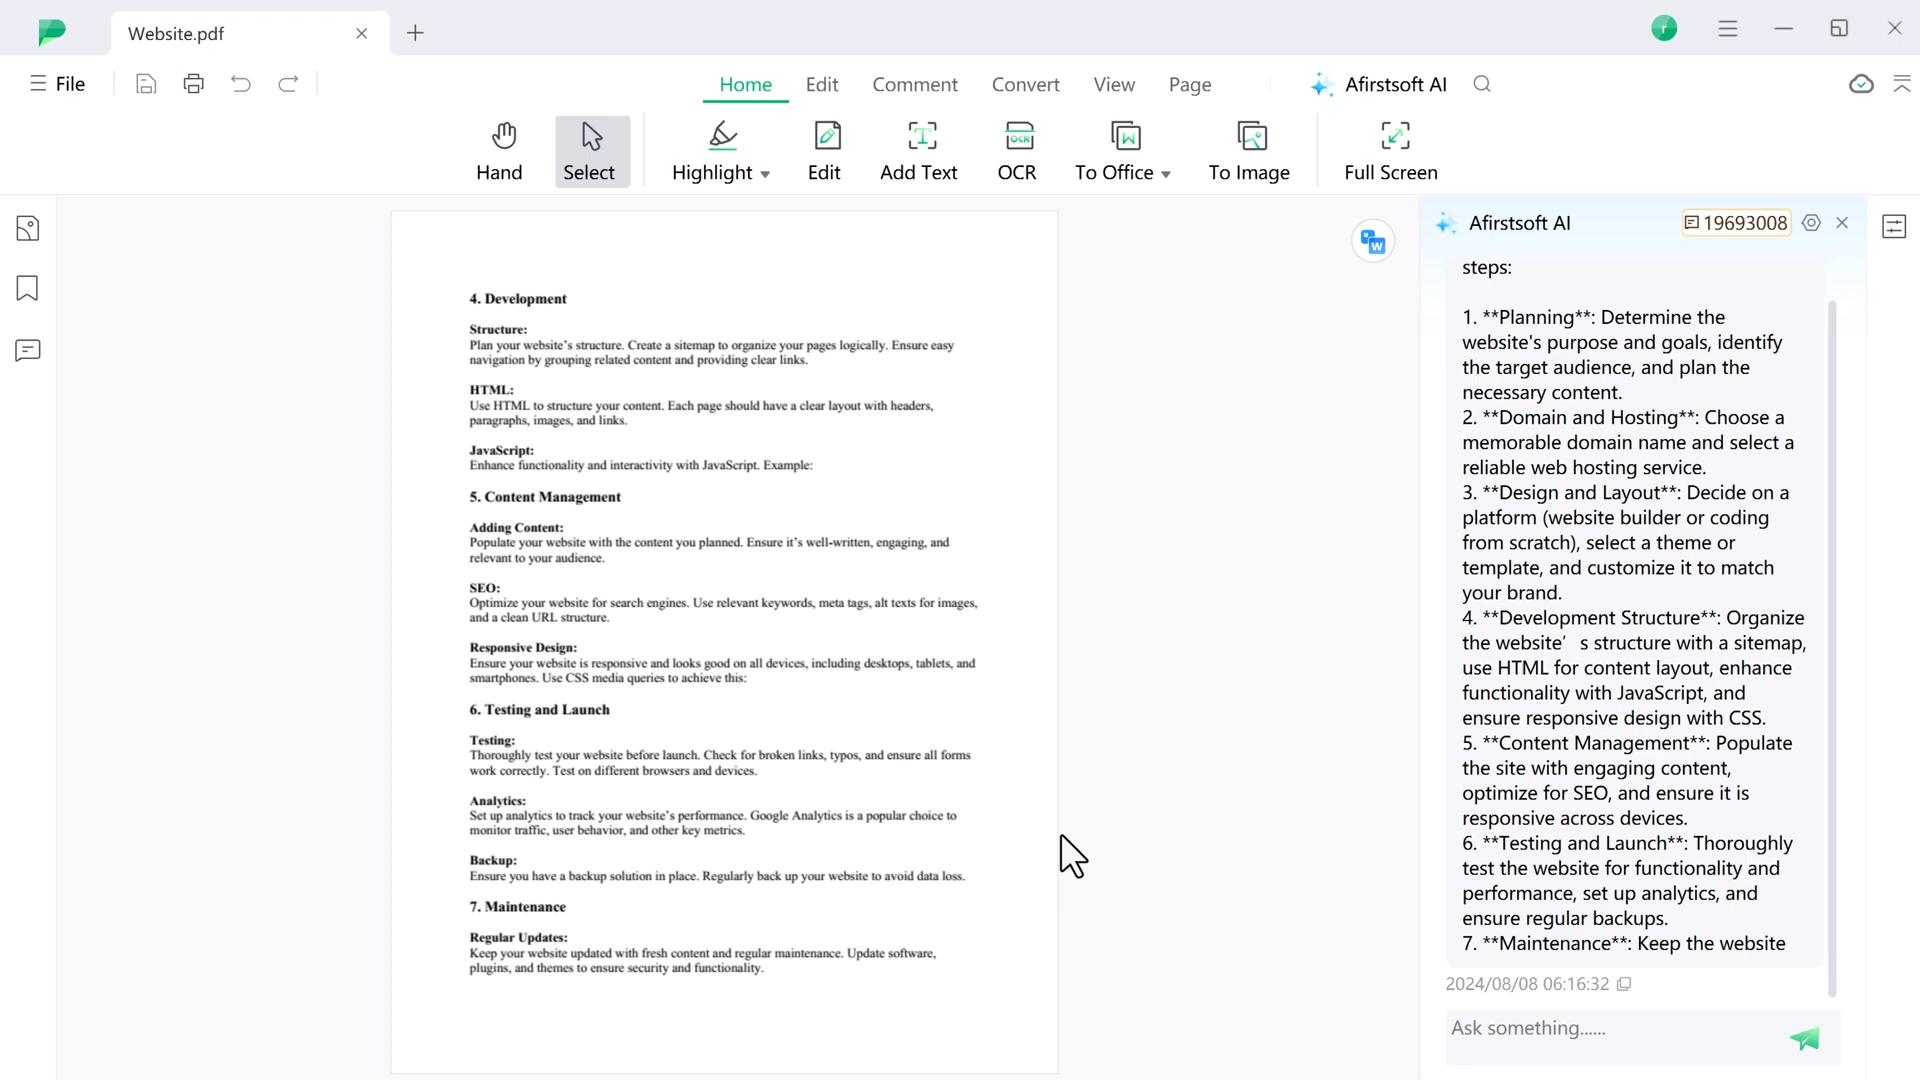 Website.pdf
r
File
Home
Edit
Comment
Convert
View
Page
Afirstsoft AI
Hand
Select
Highlight
Edit
Add Text
OCR
OCR
To Office
To Image
Full Screen
4. Development
Structure:
Plan your website’s structure. Create a sitemap to organize your pages logically. Ensure easy
navigation by grouping related content and providing clear links.
HTML:
Use HTML to structure your content. Each page should have a clear layout with headers,
paragraphs, images, and links.
JavaScript:
Enhance functionality and interactivity with JavaScript. Example:
5. Content Management
Adding Content:
Populate your website with the content you planned. Ensure it’s well-written, engaging, and
relevant to your audience.
SEO:
Optimize your website for search engines. Use relevant keywords, meta tags, alt texts for images,
and a clean URL structure.
Responsive Design:
Ensure your website is responsive and looks good on all devices, including desktops, tablets, and
smartphones. Use CSS media queries to achieve this:
6. Testing and Launch
Testing:
Thoroughly test your website before launch. Check for broken links, typos, and ensure all forms
work correctly. Test on different browsers and devices.
Analytics:
Set up analytics to track your website’s performance. Google Analytics is a popular choice to
monitor traffic, user behavior, and other key metrics.
Backup:
Ensure you have a backup solution in place. Regularly back up your website to avoid data loss.
7. Maintenance
Regular Updates:
Keep your website updated with fresh content and regular maintenance. Update software,
plugins, and themes to ensure security and functionality.
W
Afirstsoft AI
19693008
steps:
1. **Planning**: Determine the
website's purpose and goals, identify
the target audience, and plan the
necessary content.
2. **Domain and Hosting**: Choose a
memorable domain name and select a
reliable web hosting service.
3. **Design and Layout**: Decide on a
platform (website builder or coding
from scratch), select a theme or
template, and customize it to match
your brand.
4. **Development Structure**: Organize
the website’ s structure with a sitemap,
use HTML for content layout, enhance
functionality with JavaScript, and
ensure responsive design with CSS.
5. **Content Management**: Populate
the site with engaging content,
optimize for SEO, and ensure it is
responsive across devices.
6. **Testing and Launch**: Thoroughly
test the website for functionality and
performance, set up analytics, and
ensure regular backups.
7. **Maintenance**: Keep the website
2024/08/08 06:16:32
Ask something......